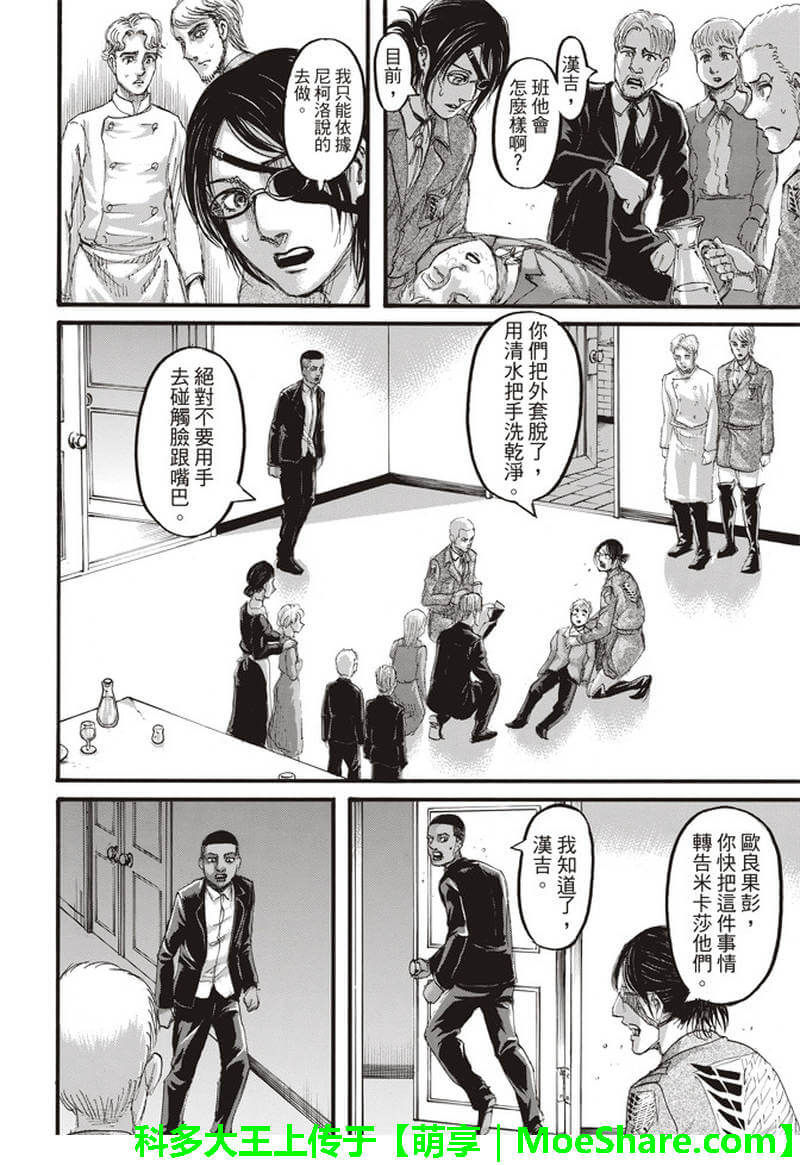 漢吉，
班他會
怎麼樣啊？
目前，
我只能依據
尼柯洛說的
去做。
你們把外套脫了，
用清水把手洗乾淨。
絕對不要用手
去碰觸臉跟嘴巴。
歐良果彭，
你快把這件事情
轉告米卡莎他們。
我知道了，
漢吉。
科多大王上传于【萌享 | MoeShare.com】